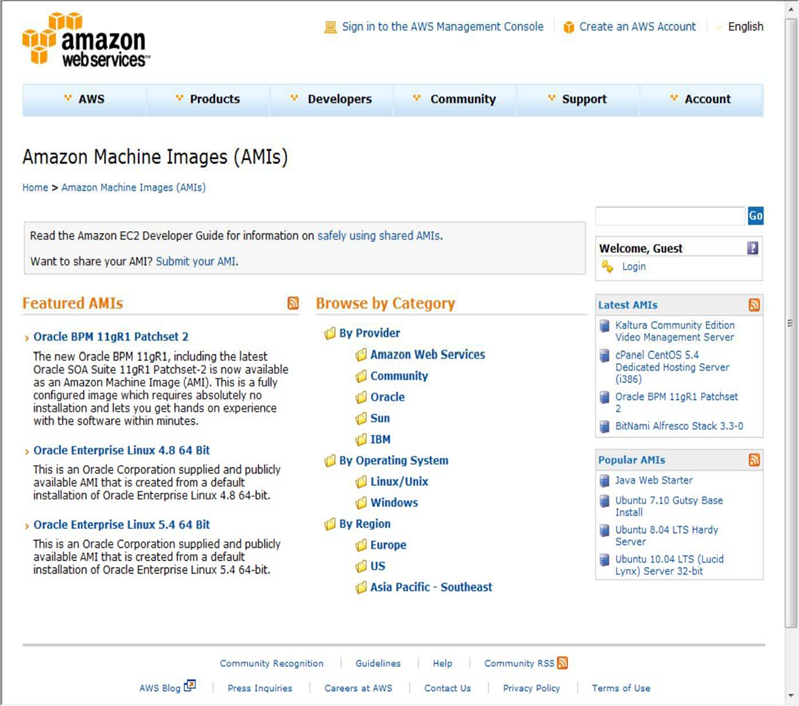 amazon
webservices™
Sign in to the AWS Management Console
Create an AWS Account
English
AWS
Products
Developers
Community
Support
Account
Amazon Machine Images (AMIs)
Home > Amazon Machine Images (AMIs)
Go
Read the Amazon EC2 Developer Guide for information on safely using shared AMIs.
Want to share your AMI? Submit your AMI.
Welcome, Guest
?
Login
Featured AMIs
Oracle BPM 11gR1 Patchset 2
The new Oracle BPM 11gR1, including the latest
Oracle SOA Suite 11gR1 Patchset-2 is now available
as an Amazon Machine Image (AMI). This is a fully
configured image which requires absolutely no
installation and lets you get hands on experience
with the software within minutes.
Oracle Enterprise Linux 4.8 64 Bit
This is an Oracle Corporation supplied and publicly
available AMI that is created from a default
installation of Oracle Enterprise Linux 4.8 64-bit.
Oracle Enterprise Linux 5.4 64 Bit
This is an Oracle Corporation supplied and publicly
available AMI that is created from a default
installation of Oracle Enterprise Linux 5.4 64-bit.
Browse by Category
By Provider
Amazon Web Services
Community
Oracle
Sun
IBM
By Operating System
Linux/Unix
Windows
By Region
Europe
US
Asia Pacific - Southeast
Latest AMIs
Kaltura Community Edition
Video Management Server
cPanel CentOS 5.4
Dedicated Hosting Server
(i386)
Oracle BPM 11gR1 Patchset
2
BitNami Alfresco Stack 3.3-0
Popular AMIs
Java Web Starter
Ubuntu 7.10 Gutsy Base
Install
Ubuntu 8.04 LTS Hardy
Server
Ubuntu 10.04 LTS (Lucid
Lynx) Server 32-bit
Community Recognition
Guidelines
Help
Community RSS
AWS Blog
Press Inquiries
Careers at AWS
Contact Us
Privacy Policy
Terms of Use